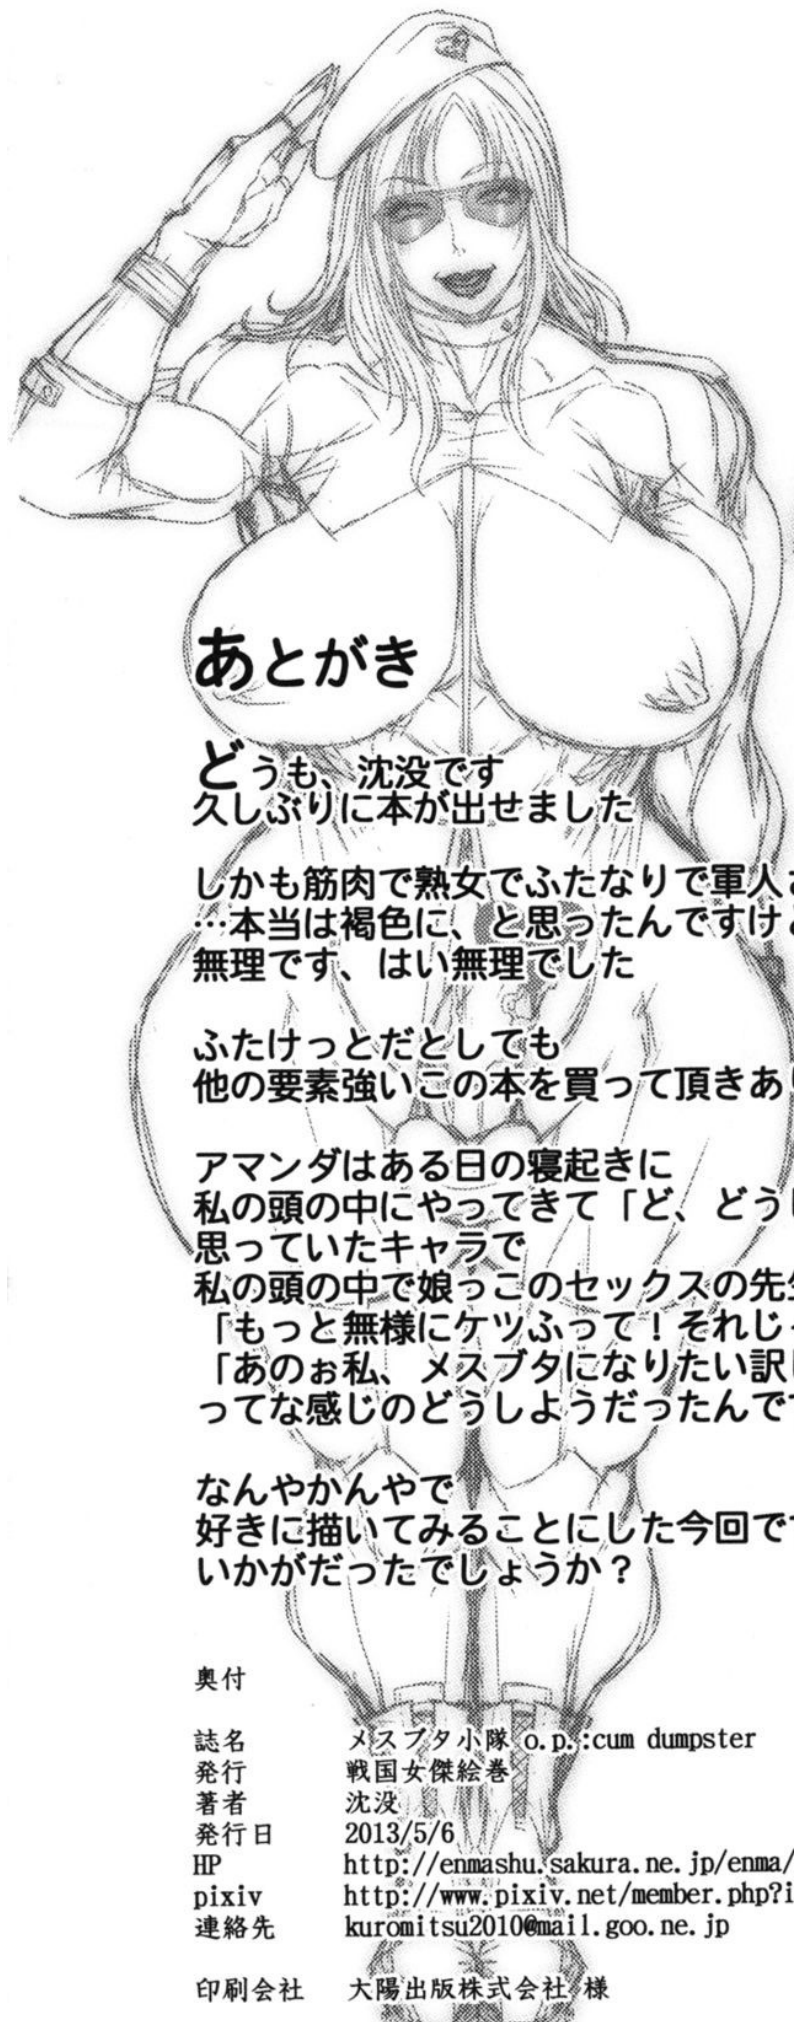 あとがき
どうも、沈没です
久しぶりに本が出せました
しかも筋肉で熟女でふたなりで軍人さ
…本当は褐色に、と思ったんですけど
無理です、はい無理でした
ふたけっとだとしても
他の要素強いこの本を買って頂きあり
アマンダはある日の寝起きに
私の頭の中にやってきて「ど、どうし
思っていたキャラで
私の頭の中で娘っこのセックスの先生
「もっと無様にケツふって！それじゃ
「あのぉ私、メスブタになりたい訳じ
ってな感じのどうしようだったんです
なんやかんやで
好きに描いてみることにした今回です
いかがだったでしょうか？
奥付
誌名 メスブタ小隊 o.p.:cum dumpster
発行 戦国女傑絵巻
著者 沈没
発行日 2013/5/6
HP http://enmashu.sakura.ne.jp/enma/
pixiv http://www.pixiv.net/member.php?i
連絡先 kuromitsu2010@mail.goo.ne.jp
印刷会社 大陽出版株式会社 様